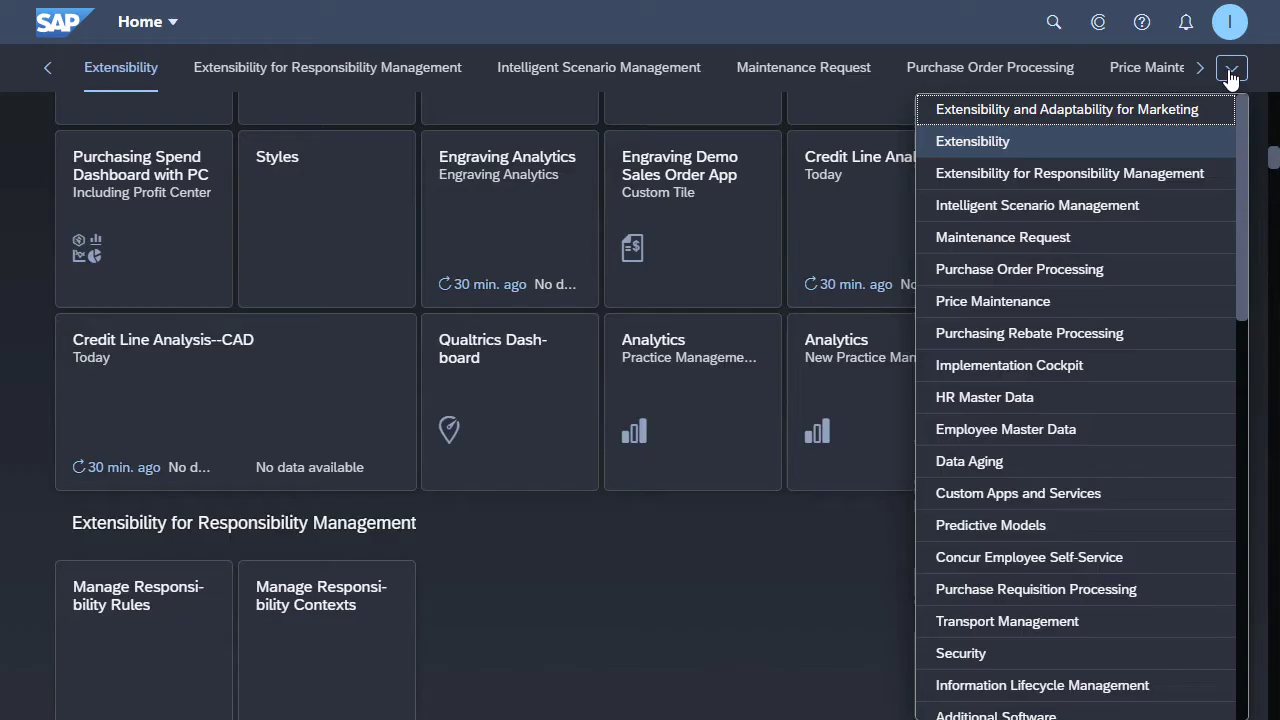 SAP
Home
I
Extensibility
Extensibility for Responsibility Management
Intelligent Scenario Management
Maintenance Request
Purchase Order Processing
Price Mainte
Purchasing Spend
Dashboard with PC
Including Profit Center
Styles
Engraving Analytics
Engraving Analytics
30 min. ago No d...
Engraving Demo
Sales Order App
Custom Tile
Credit Line Anal
Today
30 min. ago No
Credit Line Analysis--CAD
Today
30 min. ago No d...
No data available
Qualtrics Dash-
board
Analytics
Practice Manageme...
Analytics
New Practice Man
Extensibility for Responsibility Management
Manage Responsi-
bility Rules
Manage Responsi-
bility Contexts
Extensibility and Adaptability for Marketing
Extensibility
Extensibility for Responsibility Management
Intelligent Scenario Management
Maintenance Request
Purchase Order Processing
Price Maintenance
Purchasing Rebate Processing
Implementation Cockpit
HR Master Data
Employee Master Data
Data Aging
Custom Apps and Services
Predictive Models
Concur Employee Self-Service
Purchase Requisition Processing
Transport Management
Security
Information Lifecycle Management
Additional Software